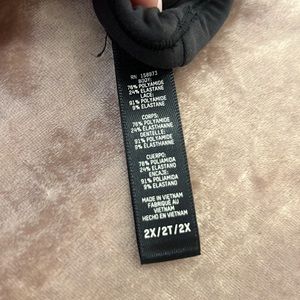 RN 158973
BODY:
76% POLYAMIDE
24% ELASTANE
LACE:
91% POLYAMIDE
9% ELASTANE
CORPS:
76% POLYAMIDE
24% ÉLASTHANNE
DENTELLE:
91% POLYAMIDE
9% ÉLASTHANNE
CUERPO:
76% POLIAMIDA
24% ELASTANO
ENCAJE:
91% POLIAMIDA
9% ELASTANO
MADE IN VIETNAM
FABRIQUÉ AU
VIETNAM
HECHO EN VIETNAM
2X/2T/2X